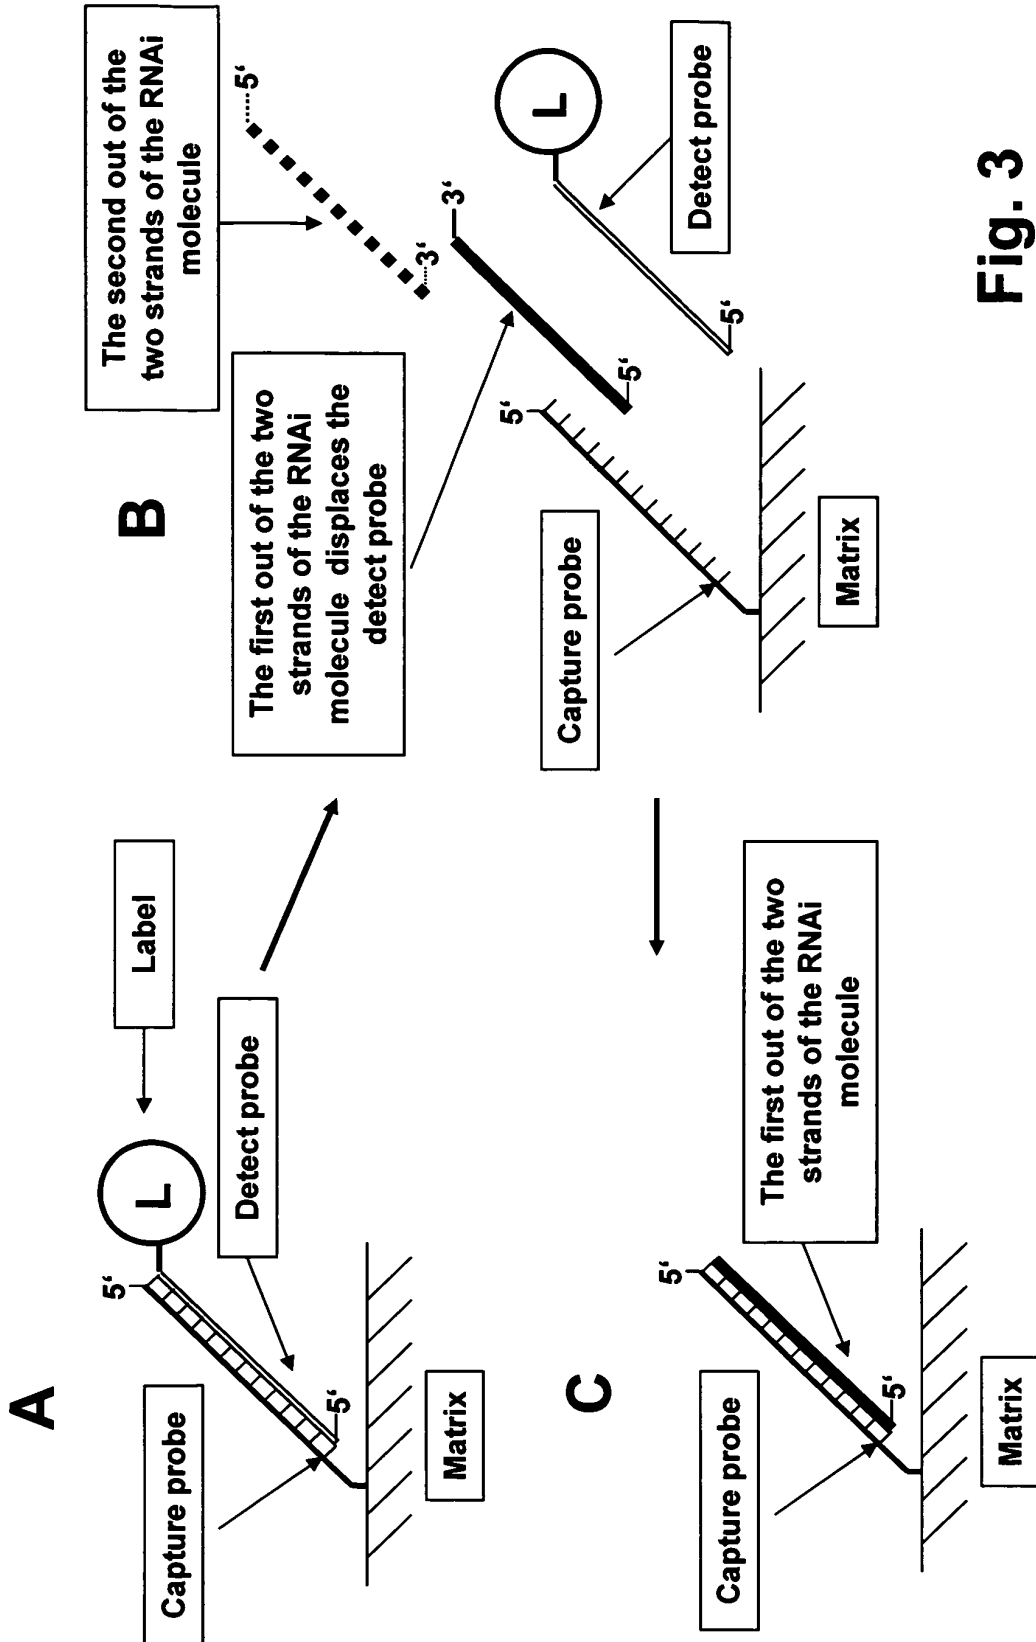 A
Label
L
5‘
Detect probe
Capture probe
5‘
Matrix
B
The second out of the
two strands of the RNAi
molecule
5‘
3‘
The first out of the two
strands of the RNAi
molecule displaces the
detect probe
3‘
5‘
5‘
L
Detect probe
5‘
Capture probe
Matrix
C
The first out of the two
strands of the RNAi
molecule
5‘
5‘
Capture probe
Matrix
Fig. 3